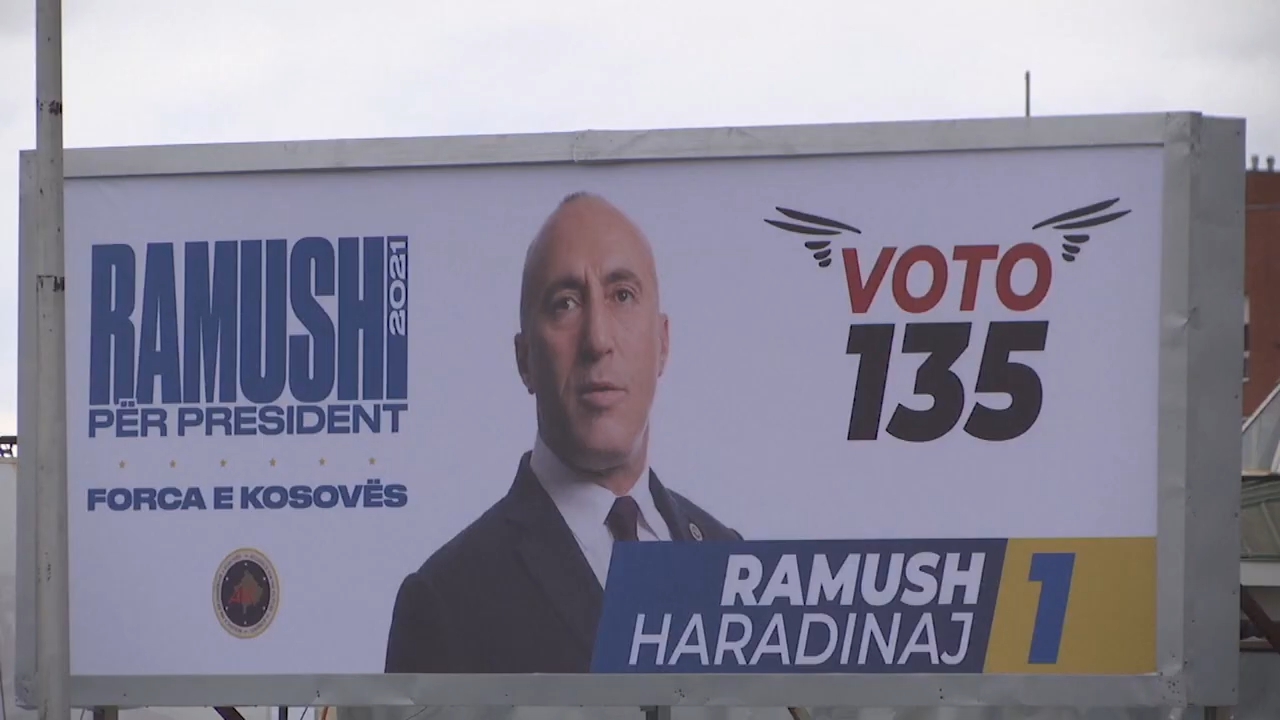 RAMUSHI
2021
PËR PRESIDENT
FORCA E KOSOVËS
VOTO
135
RAMUSH
HARADINAJ
1